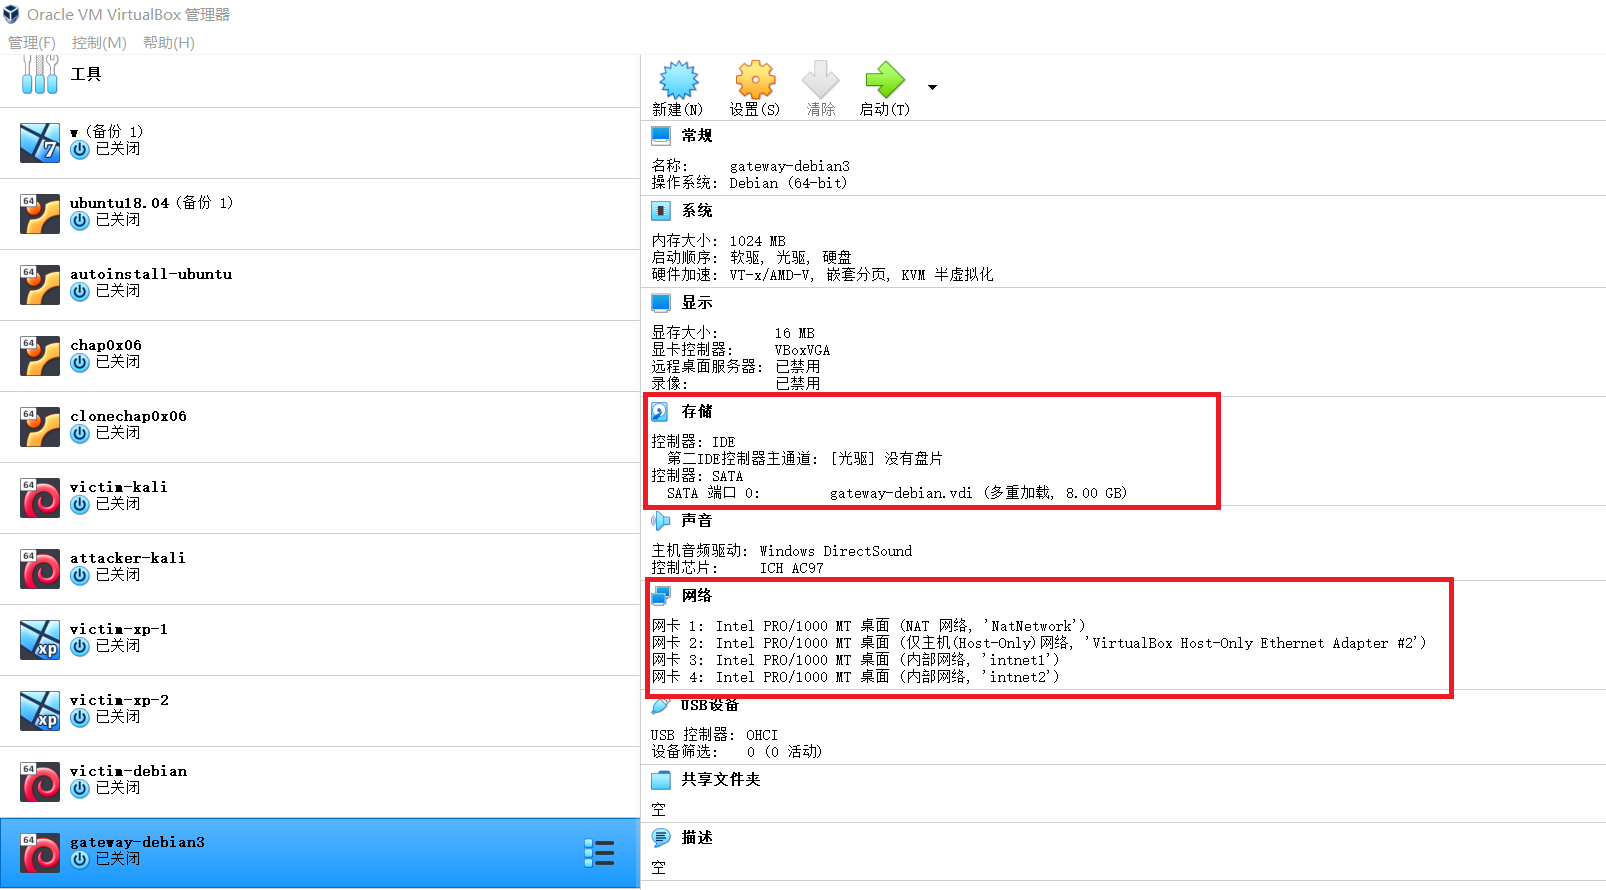 Oracle VM VirtualBox 管理器
管理(F) 控制(M) 帮助(H)
工具
w (备份 1)
已关闭
ubuntu18.04 (备份 1)
已关闭
autoinstall-ubuntu
已关闭
chap0x06
已关闭
clonechap0x06
已关闭
victim-kali
已关闭
attacker-kali
已关闭
victim-xp-1
已关闭
victim-xp-2
已关闭
victim-debian
已关闭
gateway-debian3
已关闭
新建(N) 设置(S) 清除 启动(T)
常规
名称: gateway-debian3
操作系统: Debian (64-bit)
系统
内存大小: 1024 MB
启动顺序: 软驱, 光驱, 硬盘
硬件加速: VT-x/AMD-V, 嵌套分页, KVM 半虚拟化
显示
显存大小: 16 MB
显卡控制器: VBoxVGA
远程桌面服务器: 已禁用
录像: 已禁用
存储
控制器: IDE
第二IDE控制器主通道: [光驱] 没有盘片
控制器: SATA
SATA 端口 0: gateway-debian.vdi (多重加载, 8.00 GB)
声音
主机音频驱动: Windows DirectSound
控制芯片: ICH AC97
网络
网卡 1: Intel PRO/1000 MT 桌面 (NAT 网络, 'NatNetwork')
网卡 2: Intel PRO/1000 MT 桌面 (仅主机(Host-Only)网络, 'VirtualBox Host-Only Ethernet Adapter #2')
网卡 3: Intel PRO/1000 MT 桌面 (内部网络, 'intnet1')
网卡 4: Intel PRO/1000 MT 桌面 (内部网络, 'intnet2')
USB设备
USB 控制器: OHCI
设备筛选: 0 (0 活动)
共享文件夹
空
描述
空